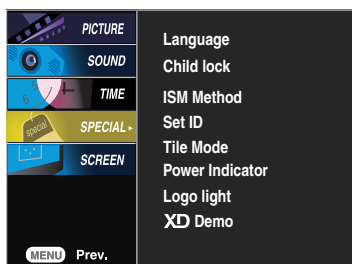 PICTURE
SOUND
TIME
SPECIAL
SCREEN
MENU Prev.
Language
Child lock
ISM Method
Set ID
Tile Mode
Power Indicator
Logo light
XD Demo